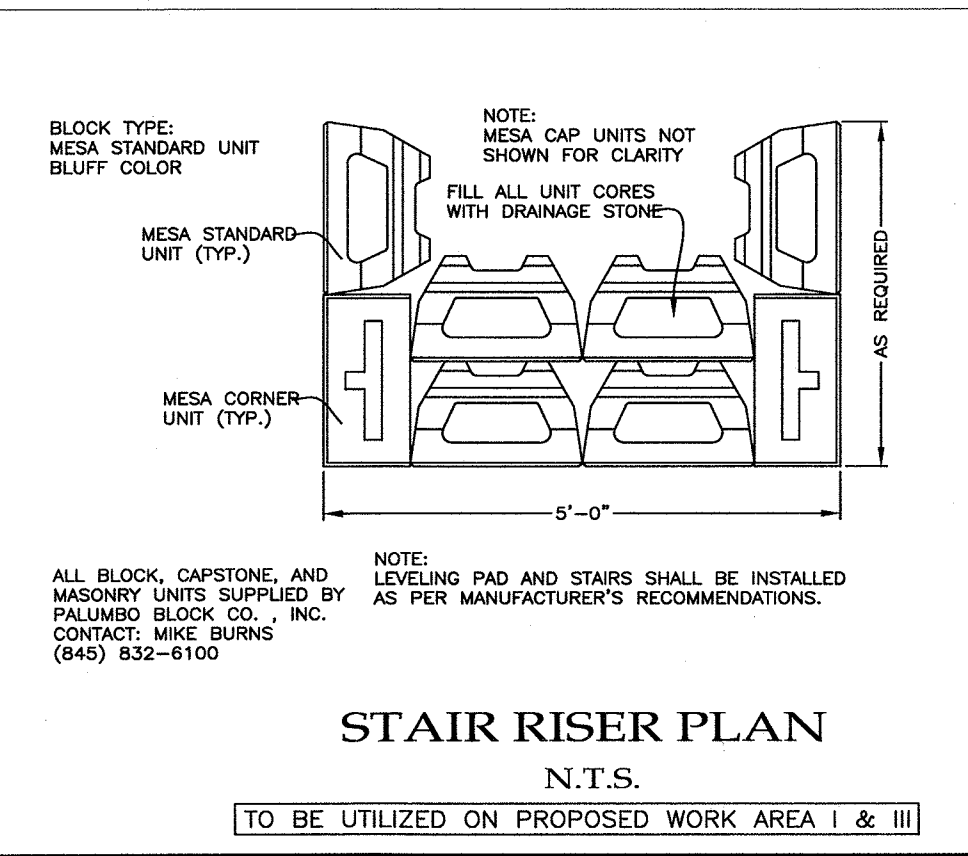 BLOCK TYPE:
MESA STANDARD UNIT
BLUFF COLOR
NOTE:
MESA CAP UNITS NOT
SHOWN FOR CLARITY
FILL ALL UNIT CORES
WITH DRAINAGE STONE
MESA STANDARD
UNIT (TYP.)
AS REQUIRED
MESA CORNER
UNIT (TYP.)
5'-0"
ALL BLOCK, CAPSTONE, AND
MASONRY UNITS SUPPLIED BY
PALUMBO BLOCK CO. , INC.
CONTACT: MIKE BURNS
(845) 832-6100
NOTE:
LEVELING PAD AND STAIRS SHALL BE INSTALLED
AS PER MANUFACTURER'S RECOMMENDATIONS.
STAIR RISER PLAN
N.T.S.
TO BE UTILIZED ON PROPOSED WORK AREA I & III